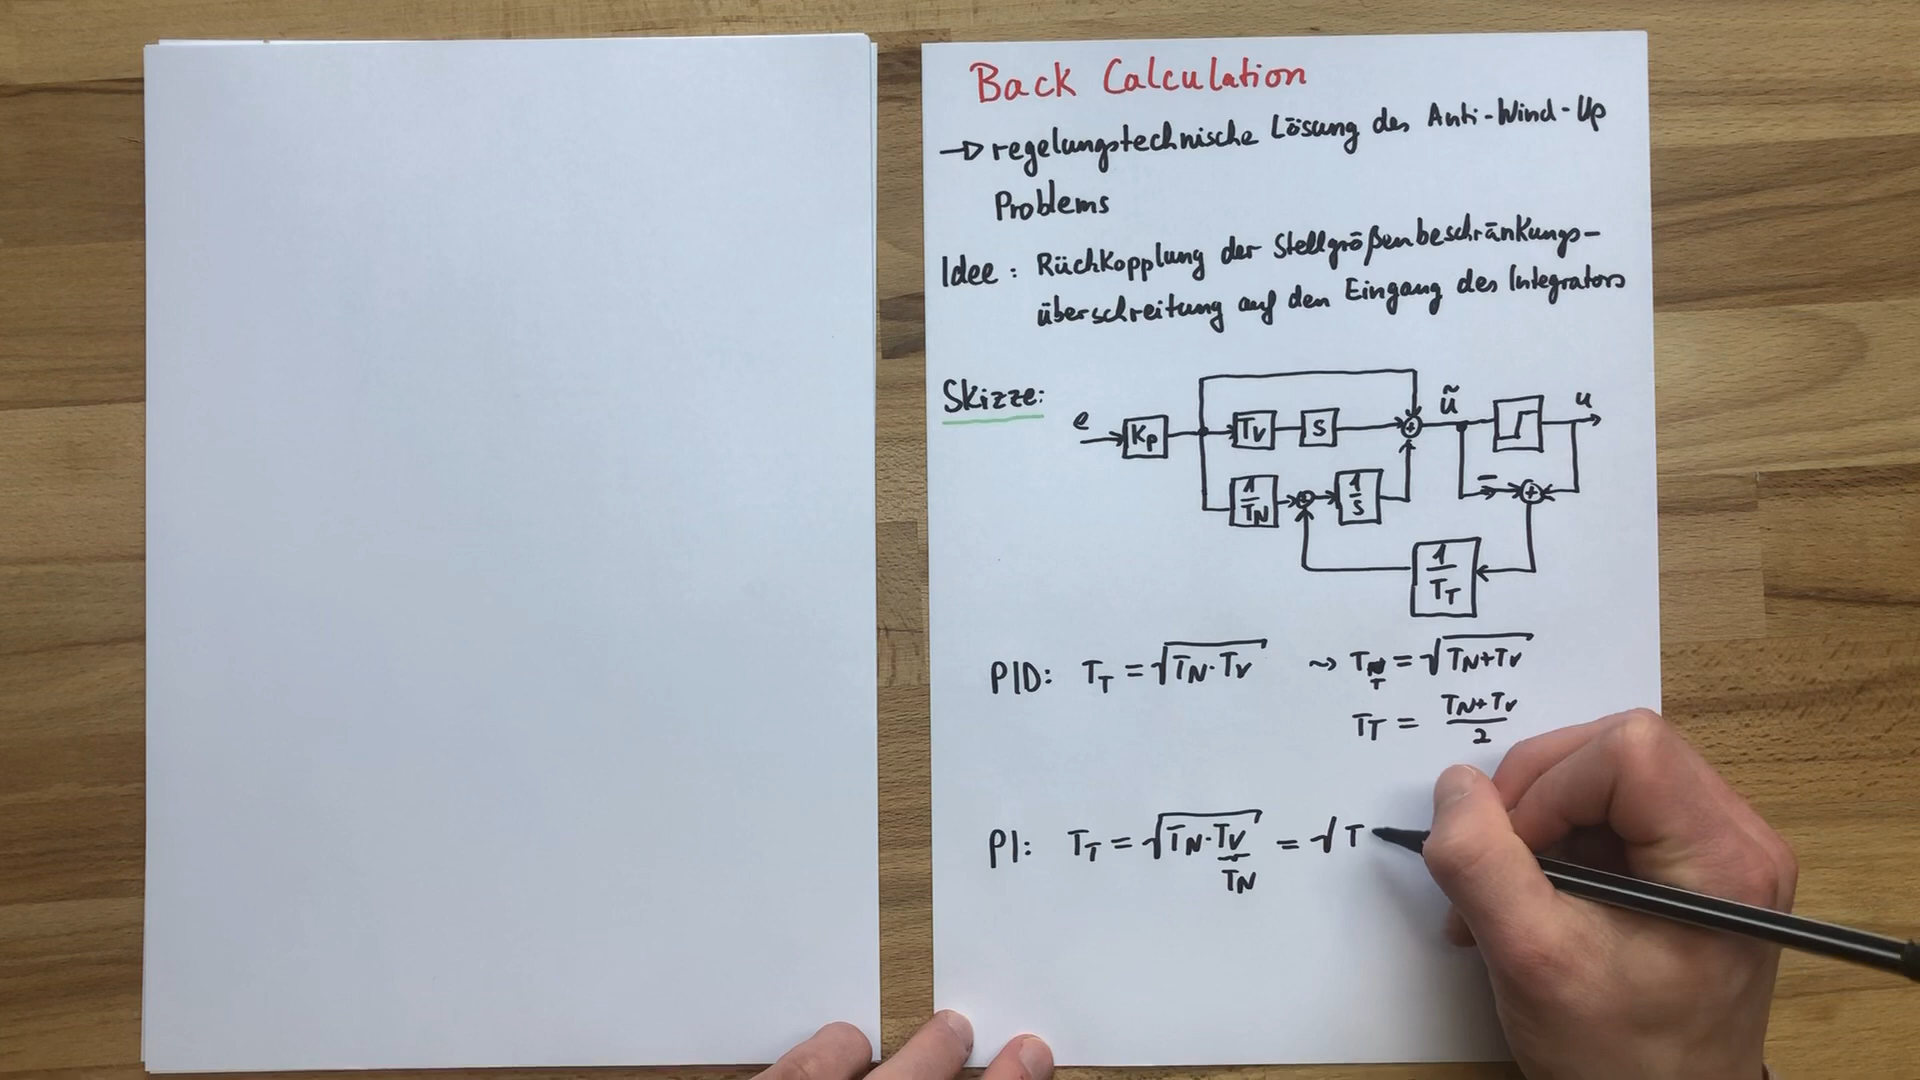 Back Calculation
→ regelungstechnische Lösung des Anti-Wind-Up
Problems
Idee: Rückkopplung der Stellgrößenbeschränkungs-
überschreitung auf den Eingang des Integrators
Skizze:
e Kp Tv s + ũ u
1/TN + 1/s - +
1/TT
PID: TT = √TN·Tv ⇝ TT = √TN+Tv
TT = TN+Tv/2
PI: TT = √TN·Tv = √T
TN